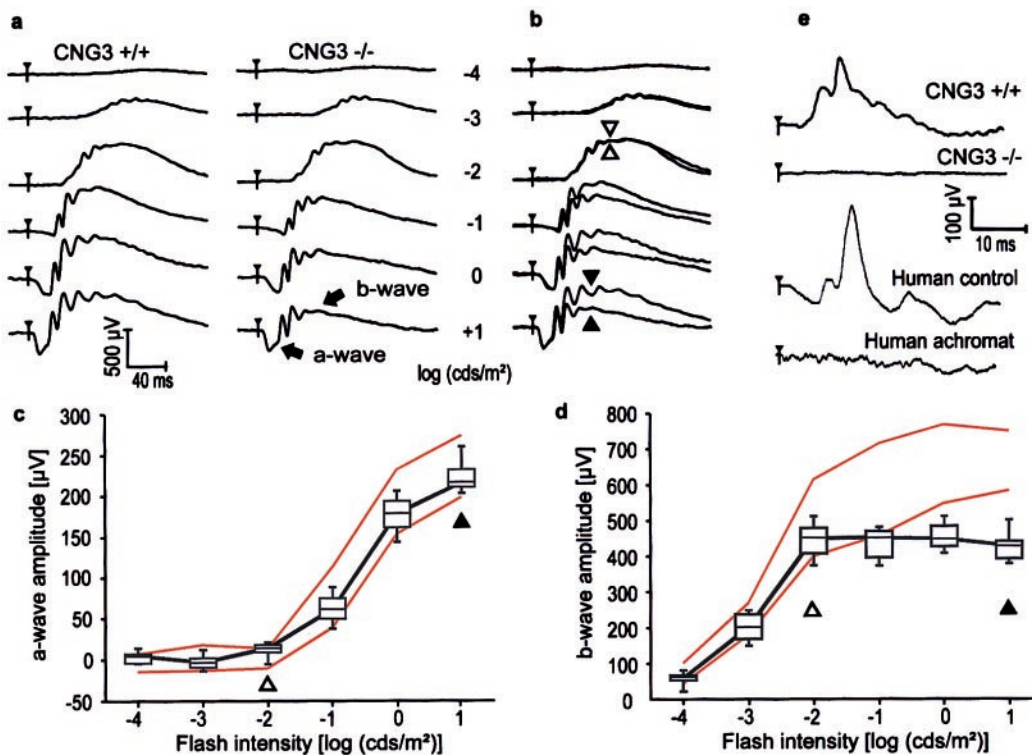 a
CNG3 +/+
CNG3 -/-
-4
-3
-2
-1
0
+1
b-wave
a-wave
500 µV
40 ms
log (cds/m²)
b
e
CNG3 +/+
CNG3 -/-
100 µV
10 ms
Human control
Human achromat
c
a-wave amplitude [µV]
300
250
200
150
100
50
0
-50
-4 -3 -2 -1 0 1
Flash intensity [log (cds/m²)]
d
b-wave amplitude [µV]
800
700
600
500
400
300
200
100
0
-4 -3 -2 -1 0 1
Flash intensity [log (cds/m²)]